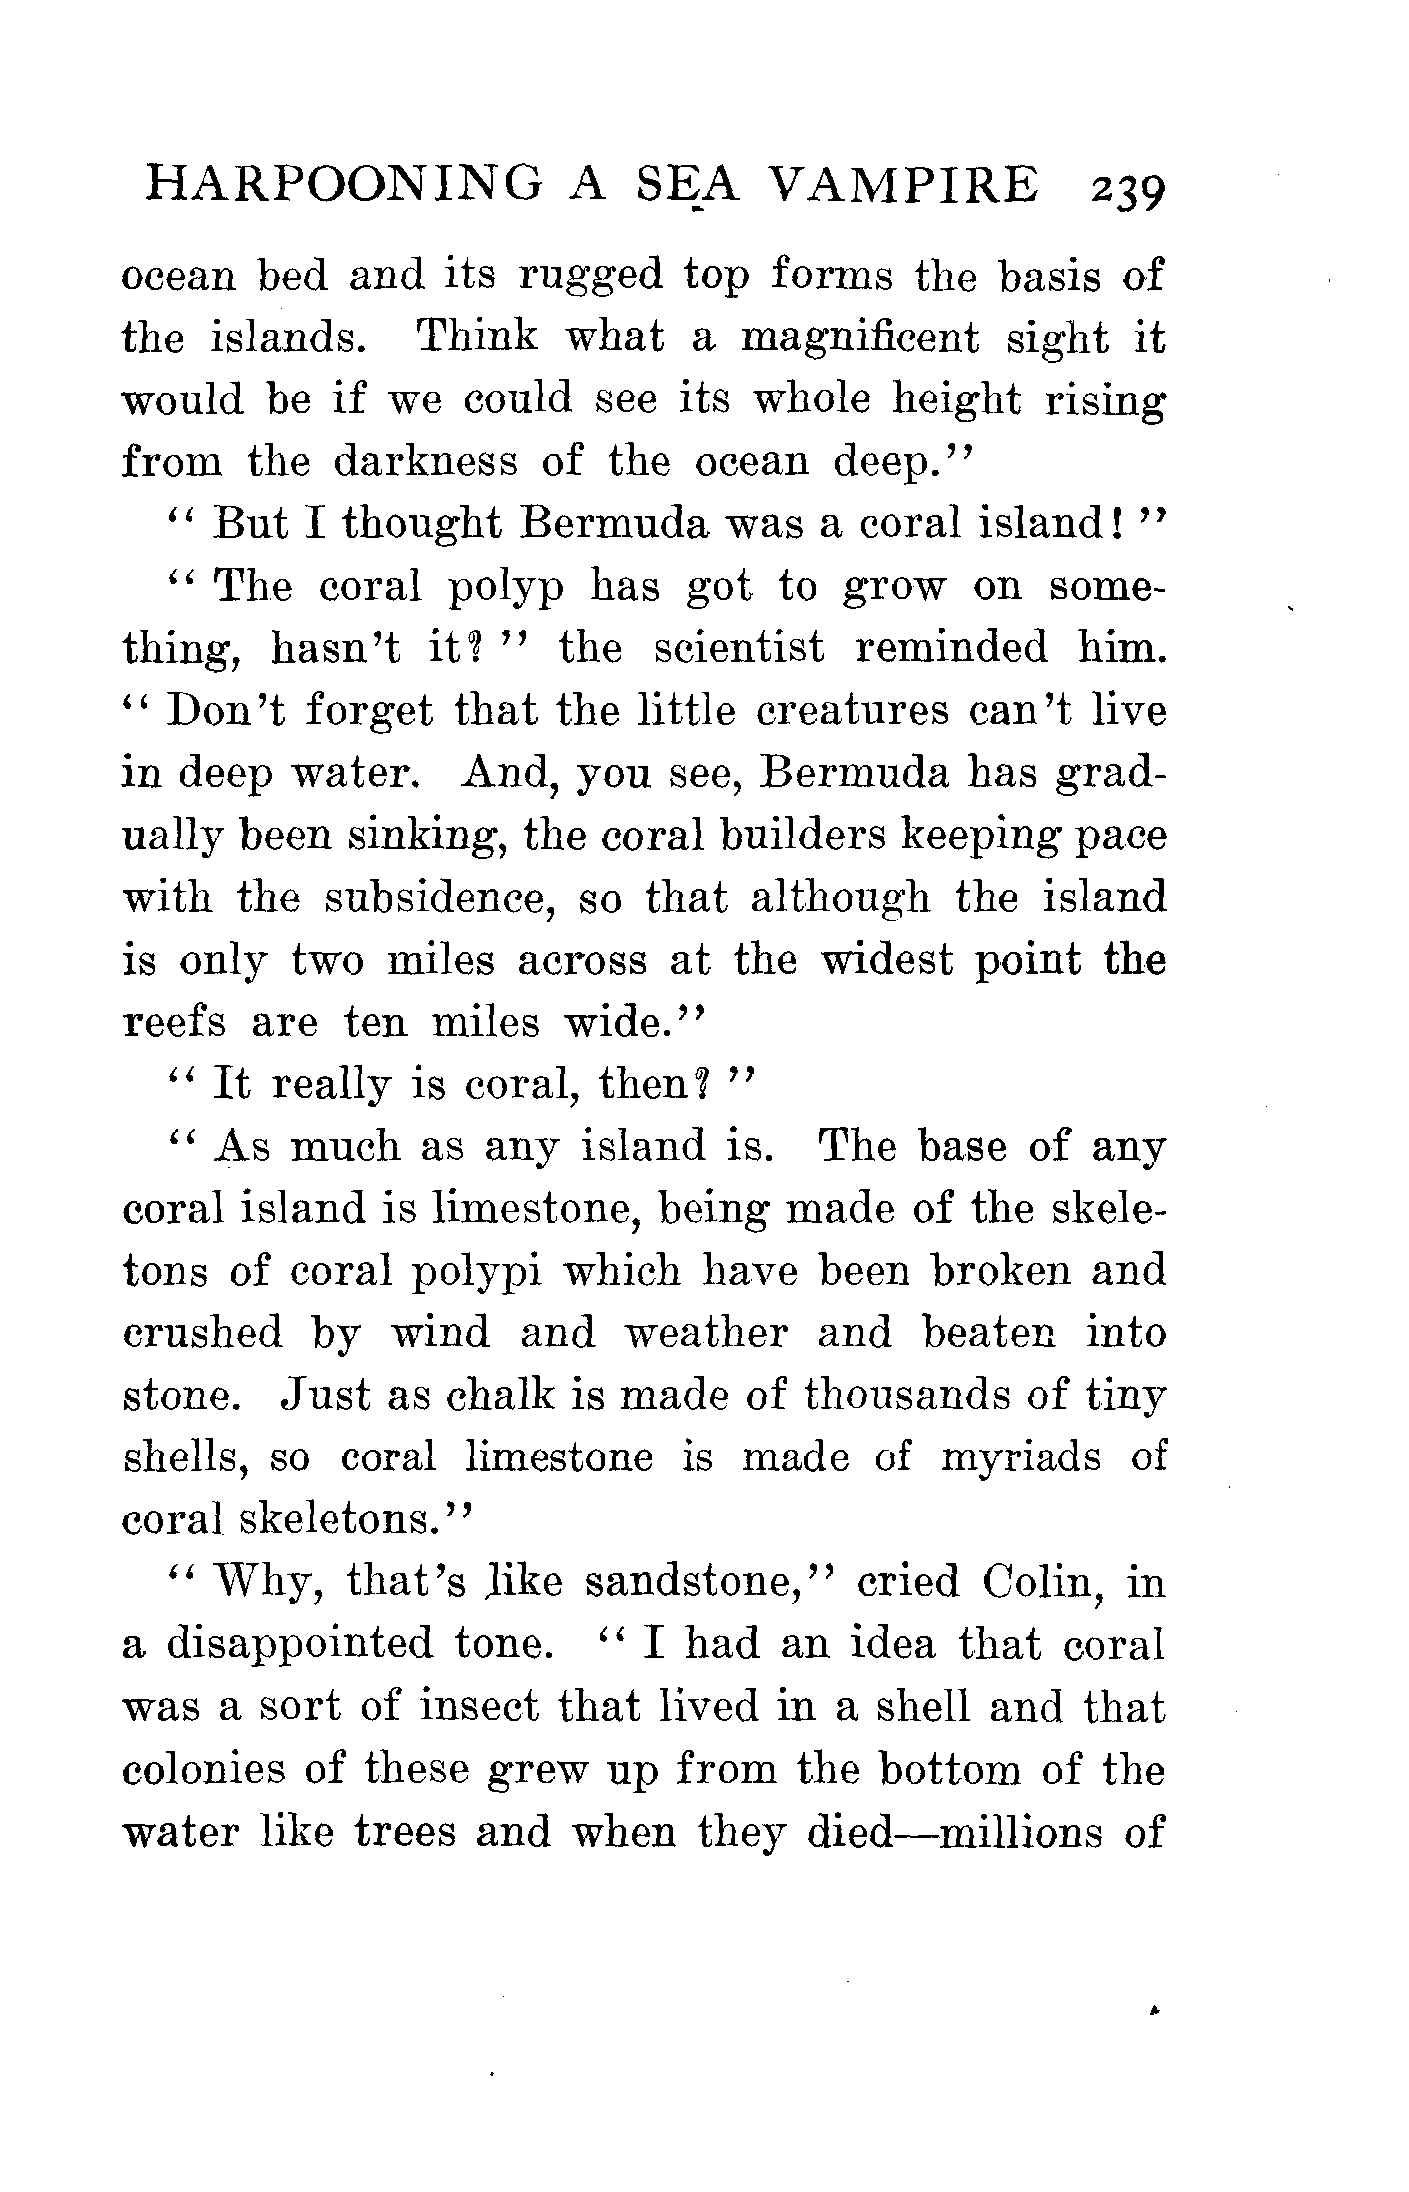 HARPOONING A SEA VAMPIRE 239
ocean bed and its rugged top forms the basis of
the islands. Think what a magnificent sight it
would be if we could see its whole height rising
from the darkness of the ocean deep."
" But I thought Bermuda was a coral island! "
" The coral polyp has got to grow on some-
thing, hasn't it? " the scientist reminded him.
" Don't forget that the little creatures can't live
in deep water. And, you see, Bermuda has grad-
ually been sinking, the coral builders keeping pace
with the subsidence, so that although the island
is only two miles across at the widest point the
reefs are ten miles wide."
" It really is coral, then? "
" As much as any island is. The base of any
coral island is limestone, being made of the skele-
tons of coral polypi which have been broken and
crushed by wind and weather and beaten into
stone. Just as chalk is made of thousands of tiny
shells, so coral limestone is made of myriads of
coral skeletons."
" Why, that's like sandstone," cried Colin, in
a disappointed tone. " I had an idea that coral
was a sort of insect that lived in a shell and that
colonies of these grew up from the bottom of the
water like trees and when they died—millions of